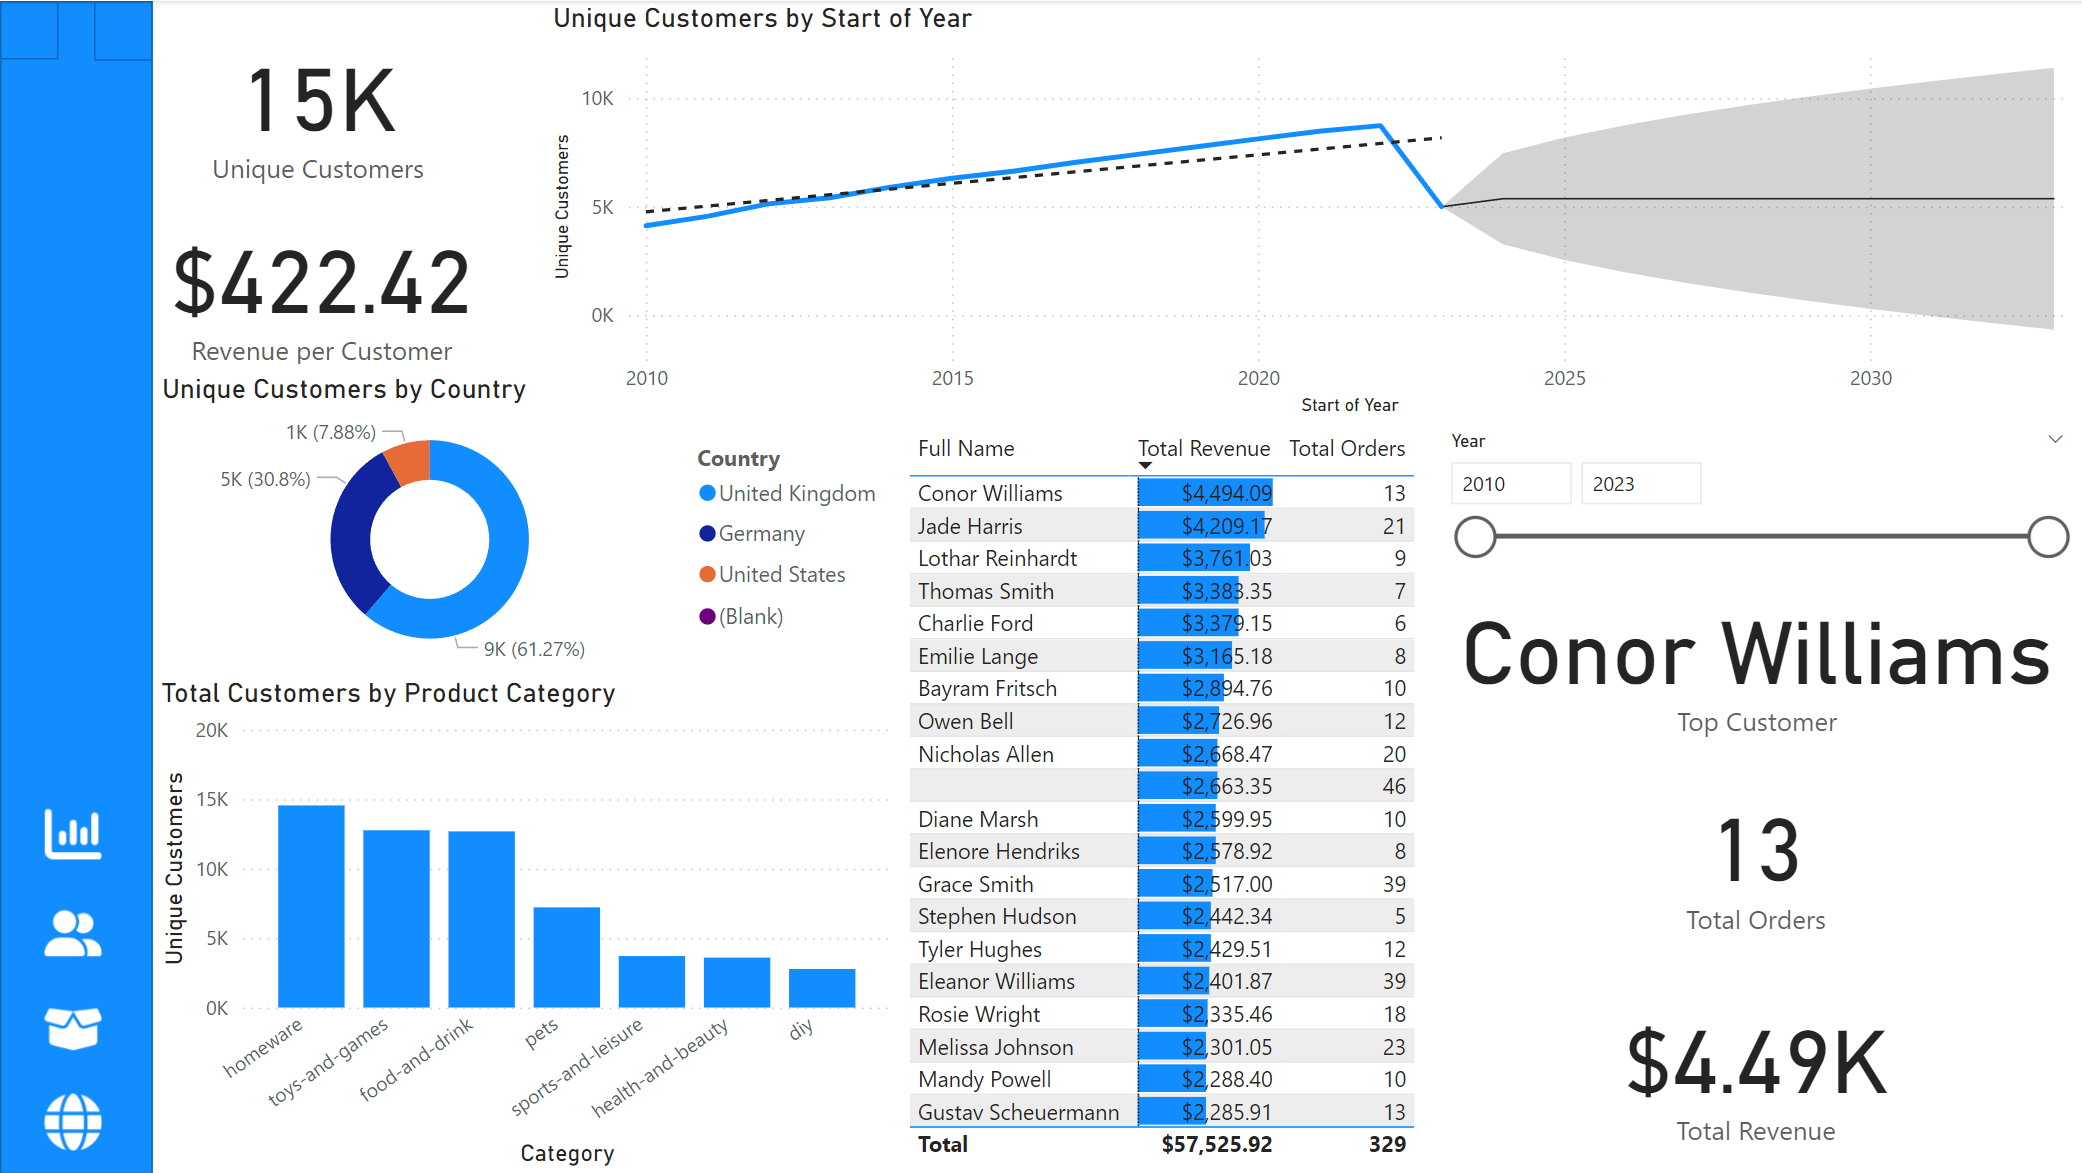 15K
Unique Customers
$422.42
Revenue per Customer
Unique Customers by Start of Year
Unique Customers
10K
5K
0K
2010 2015 2020 2025 2030
Start of Year
Unique Customers by Country
1K (7.88%)
5K (30.8%)
9K (61.27%)
Country
United Kingdom
Germany
United States
(Blank)
Total Customers by Product Category
Unique Customers
20K
15K
10K
5K
0K
homeware
toys-and-games
food-and-drink
pets
sports-and-leisure
health-and-beauty
diy
Category
Full Name Total Revenue Total Orders
Conor Williams $4,494.09 13
Jade Harris $4,209.17 21
Lothar Reinhardt $3,761.03 9
Thomas Smith $3,383.35 7
Charlie Ford $3,379.15 6
Emilie Lange $3,165.18 8
Bayram Fritsch $2,894.76 10
Owen Bell $2,726.96 12
Nicholas Allen $2,668.47 20
$2,663.35 46
Diane Marsh $2,599.95 10
Elenore Hendriks $2,578.92 8
Grace Smith $2,517.00 39
Stephen Hudson $2,442.34 5
Tyler Hughes $2,429.51 12
Eleanor Williams $2,401.87 39
Rosie Wright $2,335.46 18
Melissa Johnson $2,301.05 23
Mandy Powell $2,288.40 10
Gustav Scheuermann $2,285.91 13
Total $57,525.92 329
Year
2010 2023
Conor Williams
Top Customer
13
Total Orders
$4.49K
Total Revenue